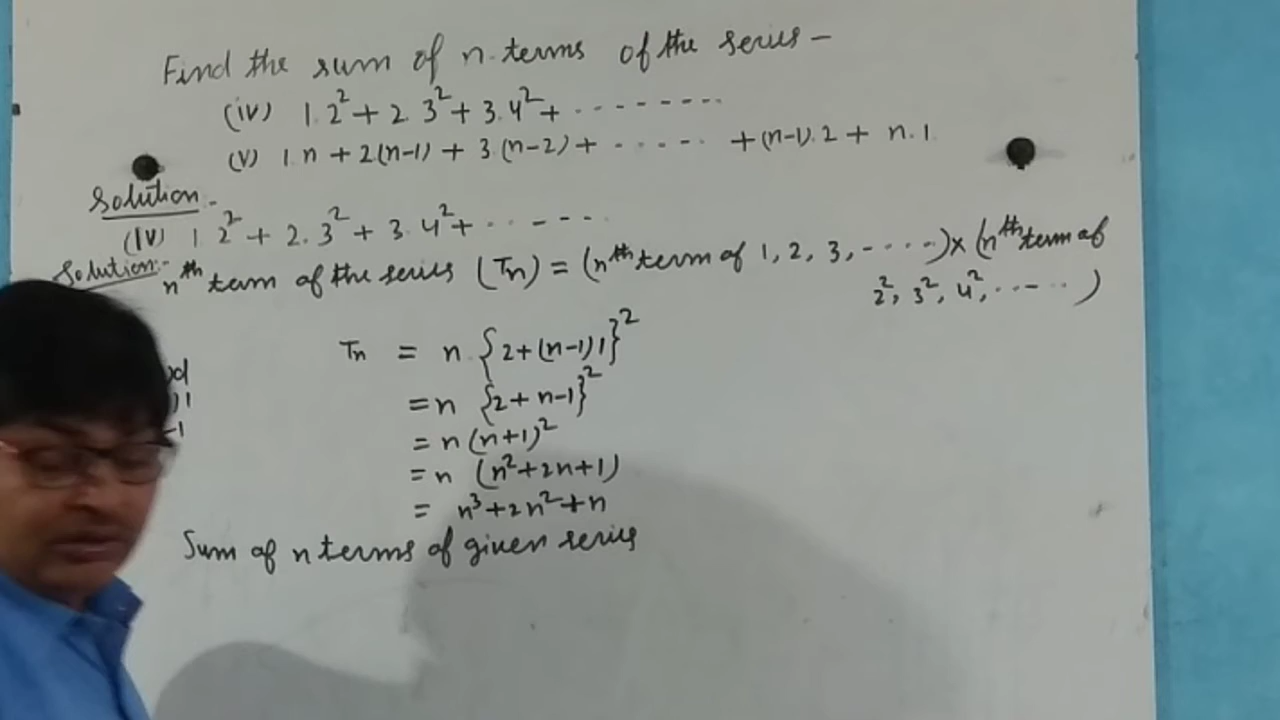 Find the sum of n terms of the series –
(iv) 1.2² + 2.3² + 3.4² + ---------
(v) 1.n + 2(n-1) + 3.(n-2) + ...... + (n-1).2 + n.1
Solution:-
(iv) 1 2² + 2.3² + 3.4² + .......
Solution:- nth term of the series (Tn) = (nth term of 1, 2, 3, .....) × (nth term of
2², 3², 4², ......)
Tn = n {2+(n-1)1}²
= n {2+n-1}²
= n (n+1)²
= n (n²+2n+1)
= n³+2n²+n
Sum of n terms of given series